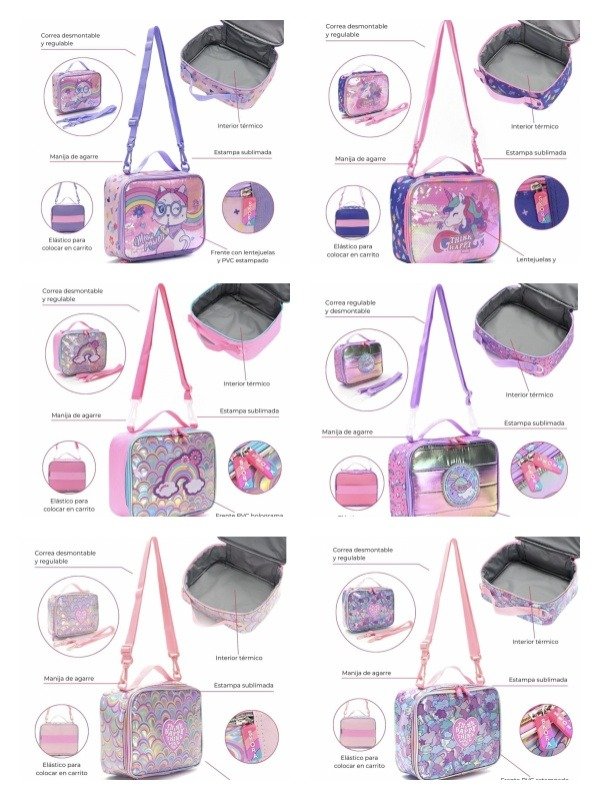 Correa desmontable
y regulable
Interior térmico
Manija de agarre
Estampa sublimada
Elástico para
colocar en carrito
Frente con lentejuelas
y PVC estampado
Correa desmontable
y regulable
Interior térmico
Manija de agarre
Estampa sublimada
THINK
HAPPY
Elástico para
colocar en carrito
Lentejuelas y
Correa desmontable
y regulable
Interior térmico
Manija de agarre
Estampa sublimada
Elástico para
colocar en carrito
Frente PVC holograma
Correa regulable
y desmontable
Interior térmico
Manija de agarre
Estampa sublimada
Correa desmontable
y regulable
Interior térmico
Manija de agarre
Estampa sublimada
Elástico para
colocar en carrito
Correa desmontable
y regulable
Interior térmico
Manija de agarre
Estampa sublimada
Elástico para
colocar en carrito
Frente PVC estampado